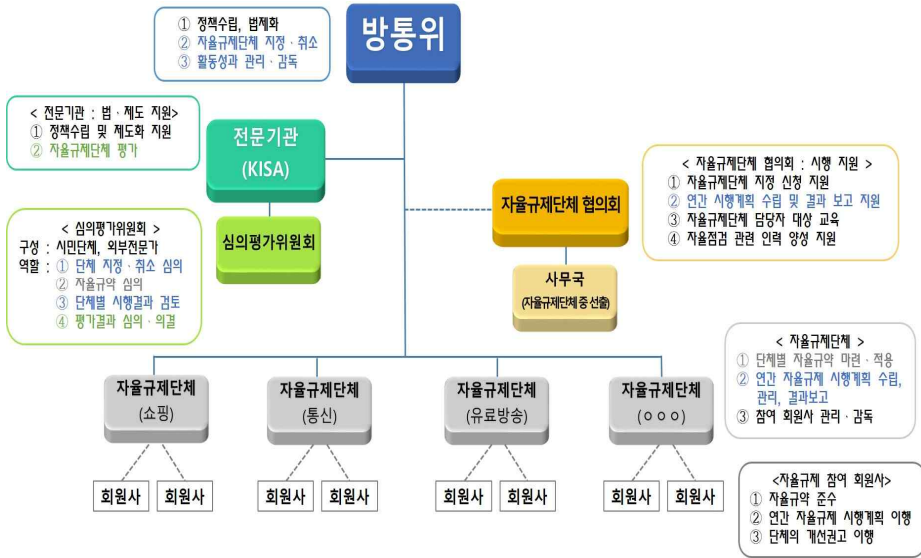 ① 정책수립, 법제화
② 자율규제단체 지정·취소
③ 활동성과 관리·감독
방통위
< 전문기관 : 법·제도 지원>
① 정책수립 및 제도화 지원
② 자율규제단체 평가
전문기관
(KISA)
< 자율규제단체 협의회 : 시행 지원 >
① 자율규제단체 지정 신청 지원
② 연간 시행계획 수립 및 결과 보고 지원
③ 자율규제단체 담당자 대상 교육
④ 자율점검 관련 인력 양성 지원
자율규제단체 협의회
< 심의평가위원회 >
구성 : 시민단체, 외부전문가
역할 : ① 단체 지정·취소 심의
② 자율규약 심의
③ 단체별 시행결과 검토
④ 평가결과 심의·의결
심의평가위원회
사무국
(자율규제단체 중 선출)
< 자율규제단체 >
① 단체별 자율규약 마련·적용
② 연간 자율규제 시행계획 수립,
관리, 결과보고
③ 참여 회원사 관리·감독
자율규제단체
(쇼핑)
자율규제단체
(통신)
자율규제단체
(유료방송)
자율규제단체
(ㅇㅇㅇ)
회원사 회원사 회원사 회원사 회원사 회원사 회원사 회원사
<자율규제 참여 회원사>
① 자율규약 준수
② 연간 자율규제 시행계획 이행
③ 단체의 개선권고 이행